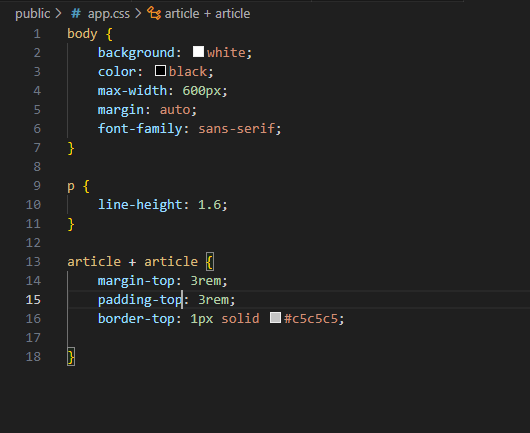 public > # app.css > article + article
1 body {
2 background: white;
3 color: black;
4 max-width: 600px;
5 margin: auto;
6 font-family: sans-serif;
7 }
8
9 p {
10 line-height: 1.6;
11 }
12
13 article + article {
14 margin-top: 3rem;
15 padding-top: 3rem;
16 border-top: 1px solid #c5c5c5;
17
18 }